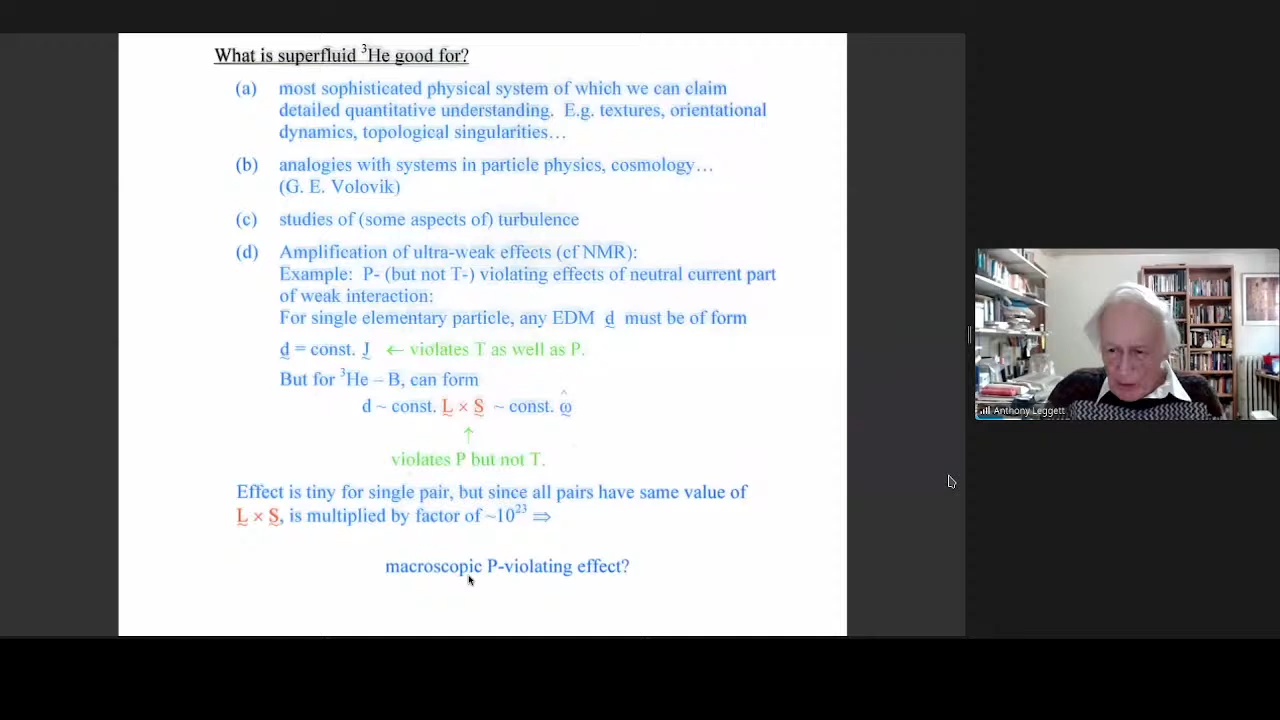 What is superfluid ³He good for?
(a) most sophisticated physical system of which we can claim
detailed quantitative understanding. E.g. textures, orientational
dynamics, topological singularities…
(b) analogies with systems in particle physics, cosmology…
(G. E. Volovik)
(c) studies of (some aspects of) turbulence
(d) Amplification of ultra-weak effects (cf NMR):
Example: P- (but not T-) violating effects of neutral current part
of weak interaction:
For single elementary particle, any EDM d must be of form
d = const. J ← violates T as well as P.
But for ³He – B, can form
d ~ const. L × S ~ const. ω̂
↑
violates P but not T.
Effect is tiny for single pair, but since all pairs have same value of
L × S, is multiplied by factor of ~10²³ ⇒
macroscopic P-violating effect?
Anthony Leggett